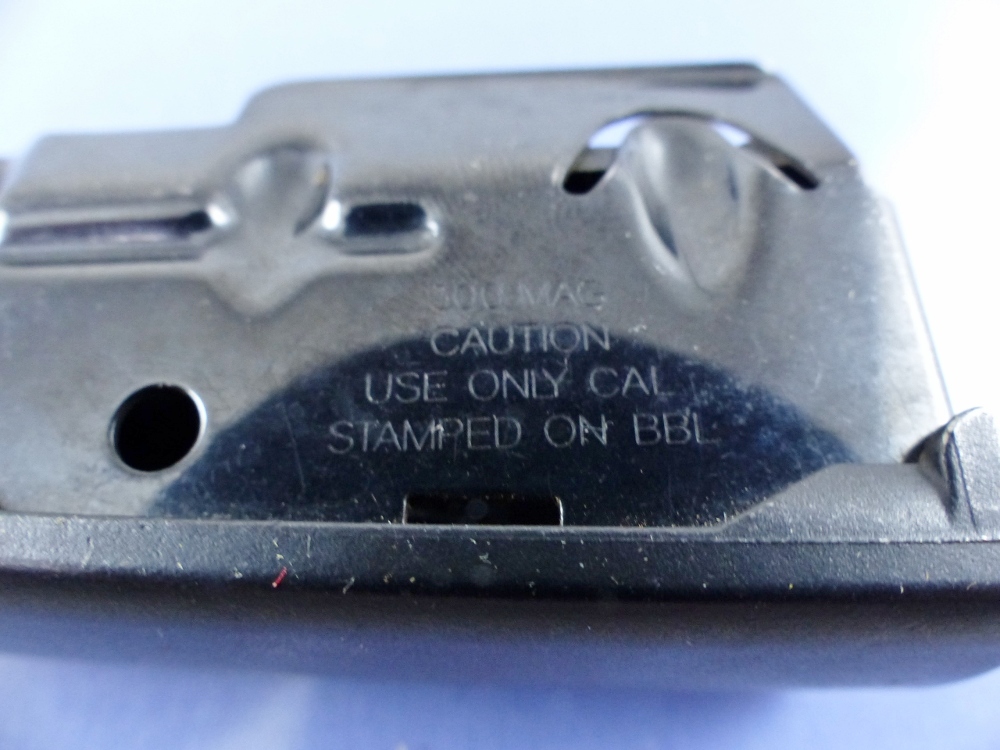 300 MAG
CAUTION
USE ONLY CAL
STAMPED ON BBL